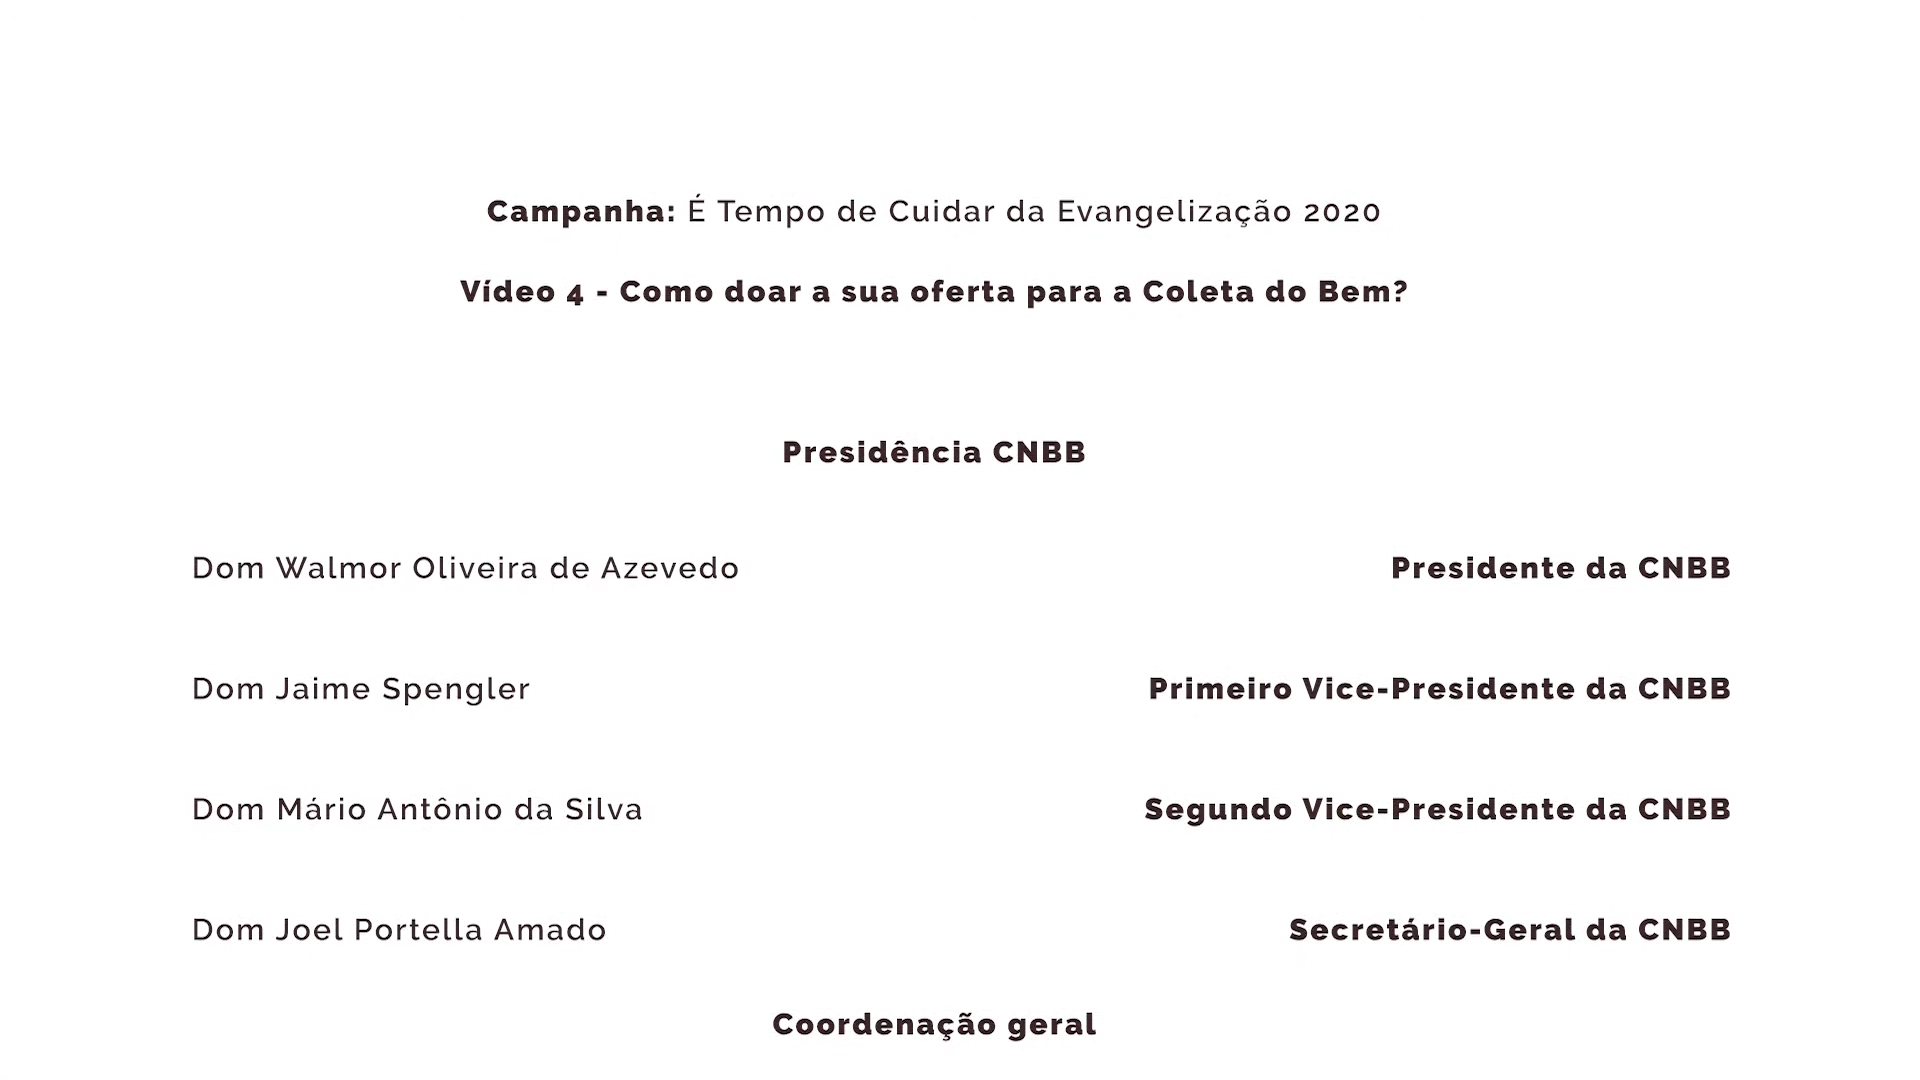 Campanha: É Tempo de Cuidar da Evangelização 2020
Vídeo 4 - Como doar a sua oferta para a Coleta do Bem?
Presidência CNBB
Dom Walmor Oliveira de Azevedo Presidente da CNBB
Dom Jaime Spengler Primeiro Vice-Presidente da CNBB
Dom Mário Antônio da Silva Segundo Vice-Presidente da CNBB
Dom Joel Portella Amado Secretário-Geral da CNBB
Coordenação geral